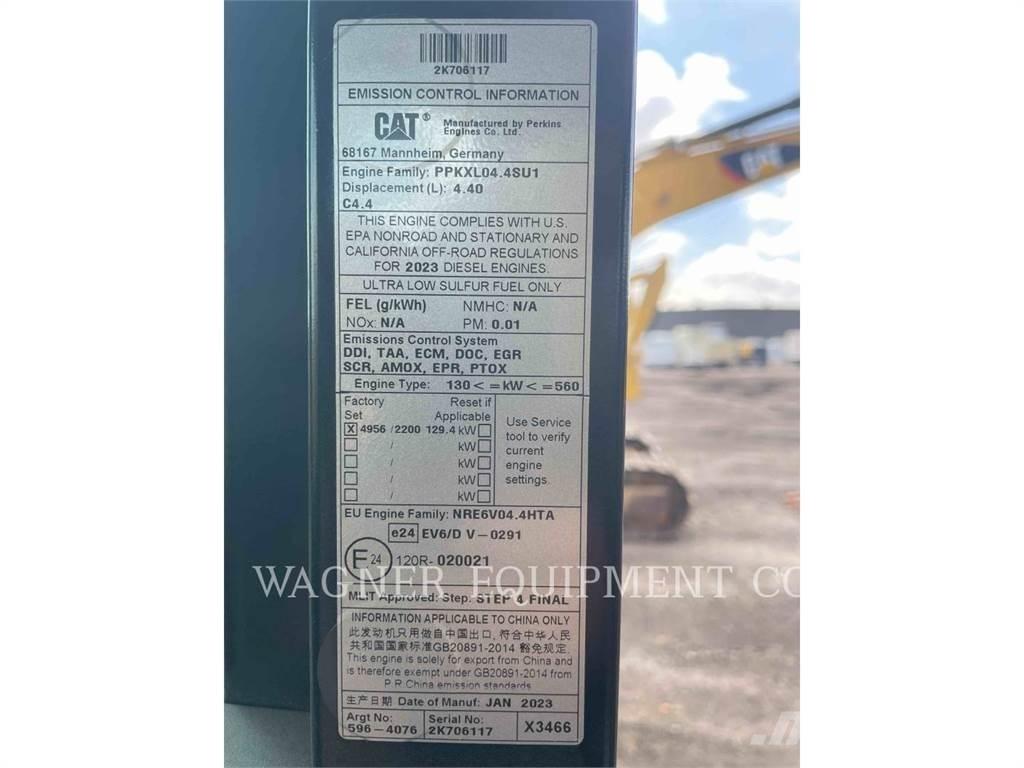 2K706117
EMISSION CONTROL INFORMATION
CAT® Manufactured by Perkins
Engines Co. Ltd.
68167 Mannheim, Germany
Engine Family: PPKXL04.4SU1
Displacement (L): 4.40
C4.4
THIS ENGINE COMPLIES WITH U.S.
EPA NONROAD AND STATIONARY AND
CALIFORNIA OFF-ROAD REGULATIONS
FOR 2023 DIESEL ENGINES.
ULTRA LOW SULFUR FUEL ONLY
FEL (g/kWh) NMHC: N/A
NOx: N/A PM: 0.01
Emissions Control System
DDI, TAA, ECM, DOC, EGR
SCR, AMOX, EPR, PTOX
Engine Type: 130 < = kW < = 560
Factory Set
Reset if Applicable
X 4956 / 2200 129.4 kW
/ kW
/ kW
/ kW
/ kW
Use Service
tool to verify
current
engine
settings.
EU Engine Family: NRE6V04.4HTA
e24 EV6/D V-0291
E 24 120R- 020021
MLIT Approved: Step: STEP 4 FINAL
INFORMATION APPLICABLE TO CHINA ONLY
此发动机只用做自中国出口, 符合中华人民
共和国国家标准GB20891-2014 豁免规定.
This engine is solely for export from China and
is therefore exempt under GB20891-2014 from
P.R.China emission standards
生产日期 Date of Manuf: JAN 2023
Argt No:
596-4076
Serial No:
2K706117
X3466
CAT
WAGNER EQUIPMENT CO